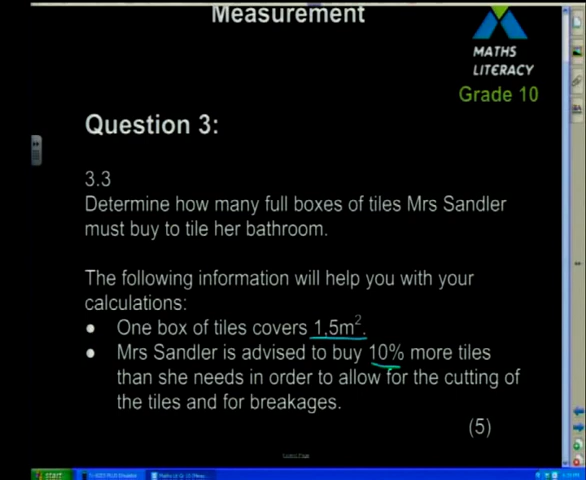 Measurement
MATHS
LITERACY
Grade 10
Question 3:
3.3
Determine how many full boxes of tiles Mrs Sandler
must buy to tile her bathroom.
The following information will help you with your
calculations:
● One box of tiles covers 1,5m².
● Mrs Sandler is advised to buy 10% more tiles
than she needs in order to allow for the cutting of
the tiles and for breakages.
(5)
start